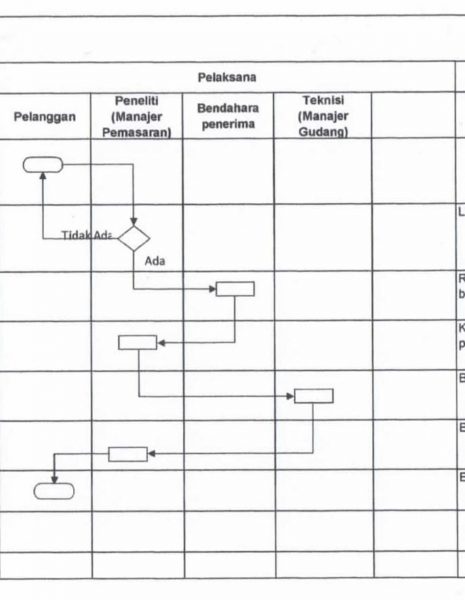 Pelaksana
Pelanggan
Peneliti
(Manajer
Pemasaran)
Bendahara
penerima
Teknisi
(Manajer
Gudang)
Tidak Ada
Ada
L
R
b
K
p
B
E
E